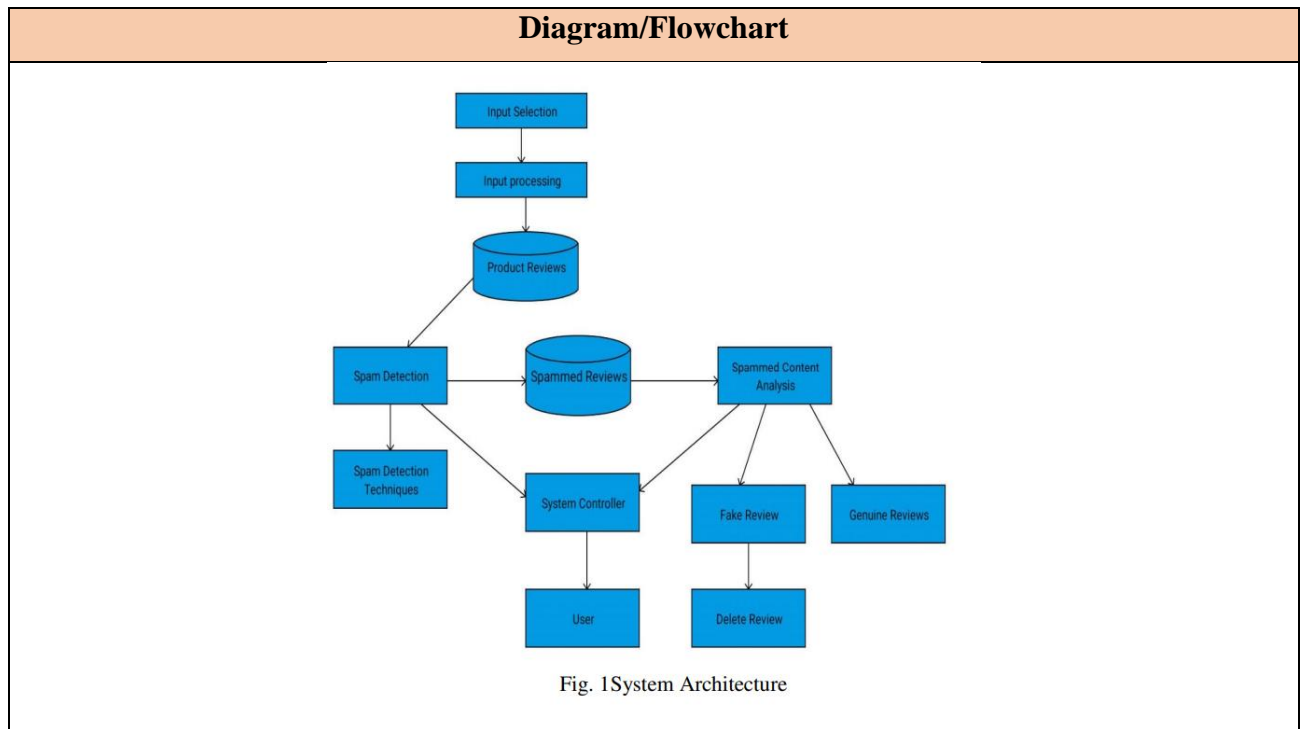 Diagram/Flowchart
Input Selection
Input processing
Product Reviews
Spam Detection
Spammed Reviews
Spammed Content
Analysis
Spam Detection
Techniques
System Controller
Fake Review
Genuine Reviews
User
Delete Review
Fig. 1System Architecture